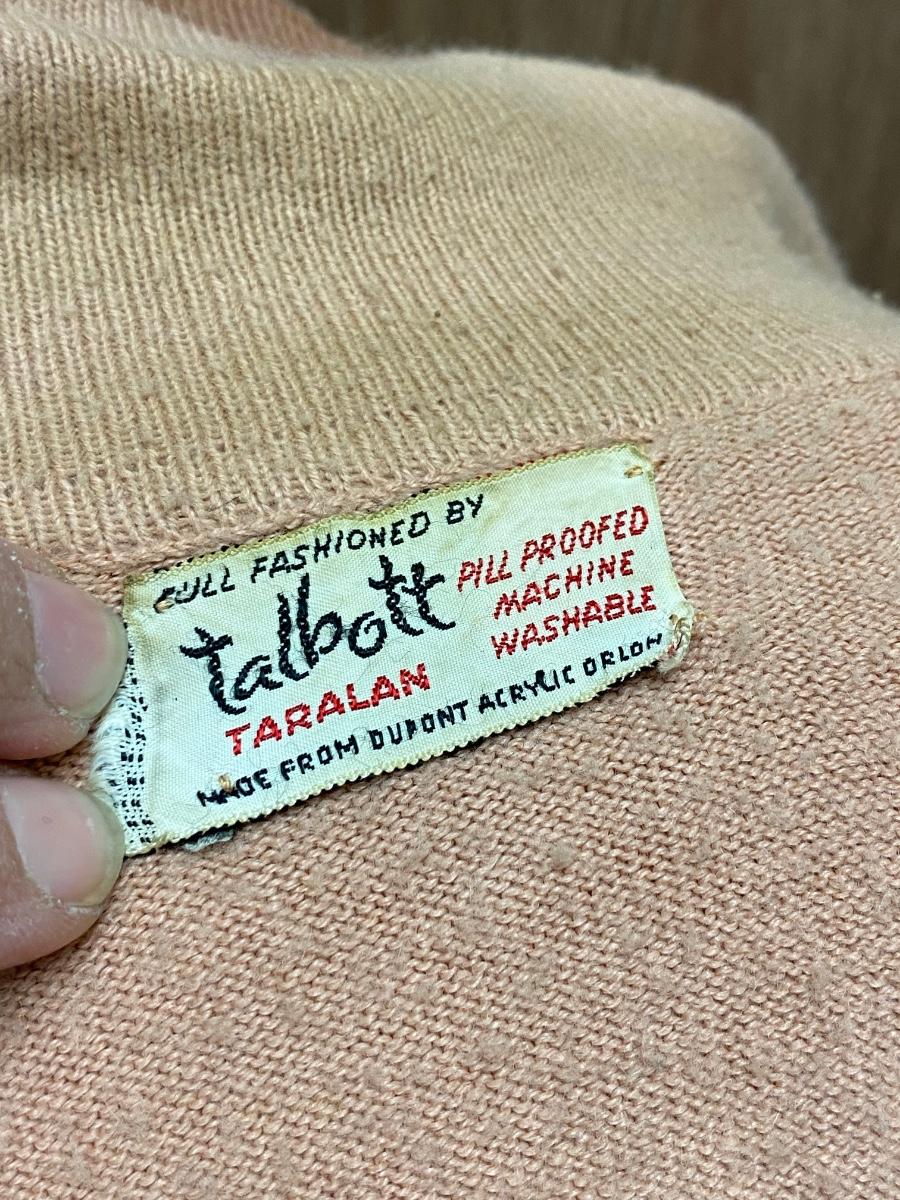 FULL FASHIONED BY
talbott
TARALAN
PILL PROOFED
MACHINE
WASHABLE
MADE FROM DUPONT ACRYLIC ORLON